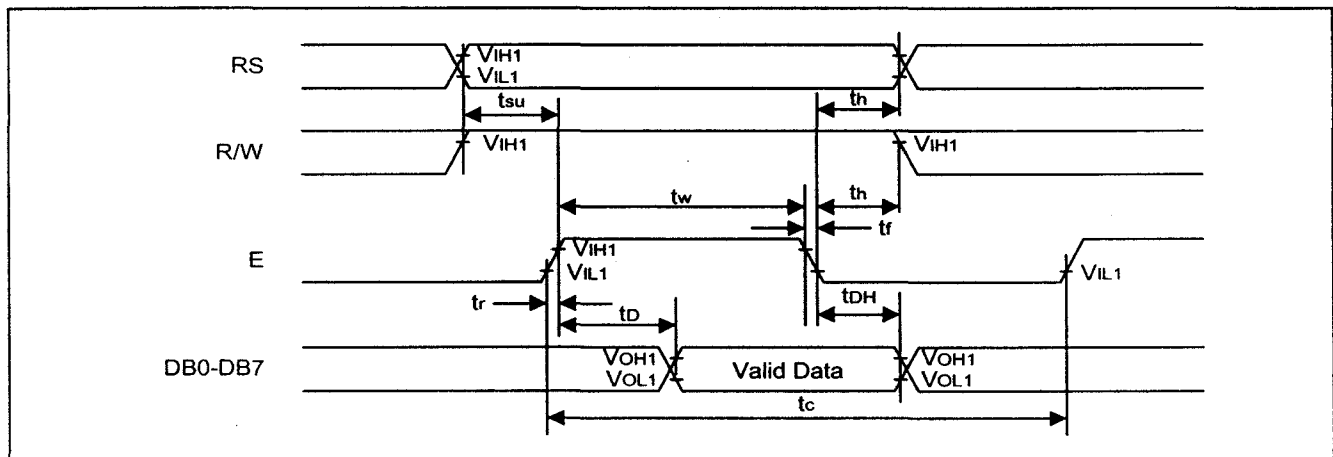 RS
VIH1
VIL1
tsu
th
R/W
VIH1
VIH1
tw
th
tf
E
VIH1
VIL1
VIL1
tr
tD
tDH
DB0-DB7
VOH1
VOL1
Valid Data
VOH1
VOL1
tc